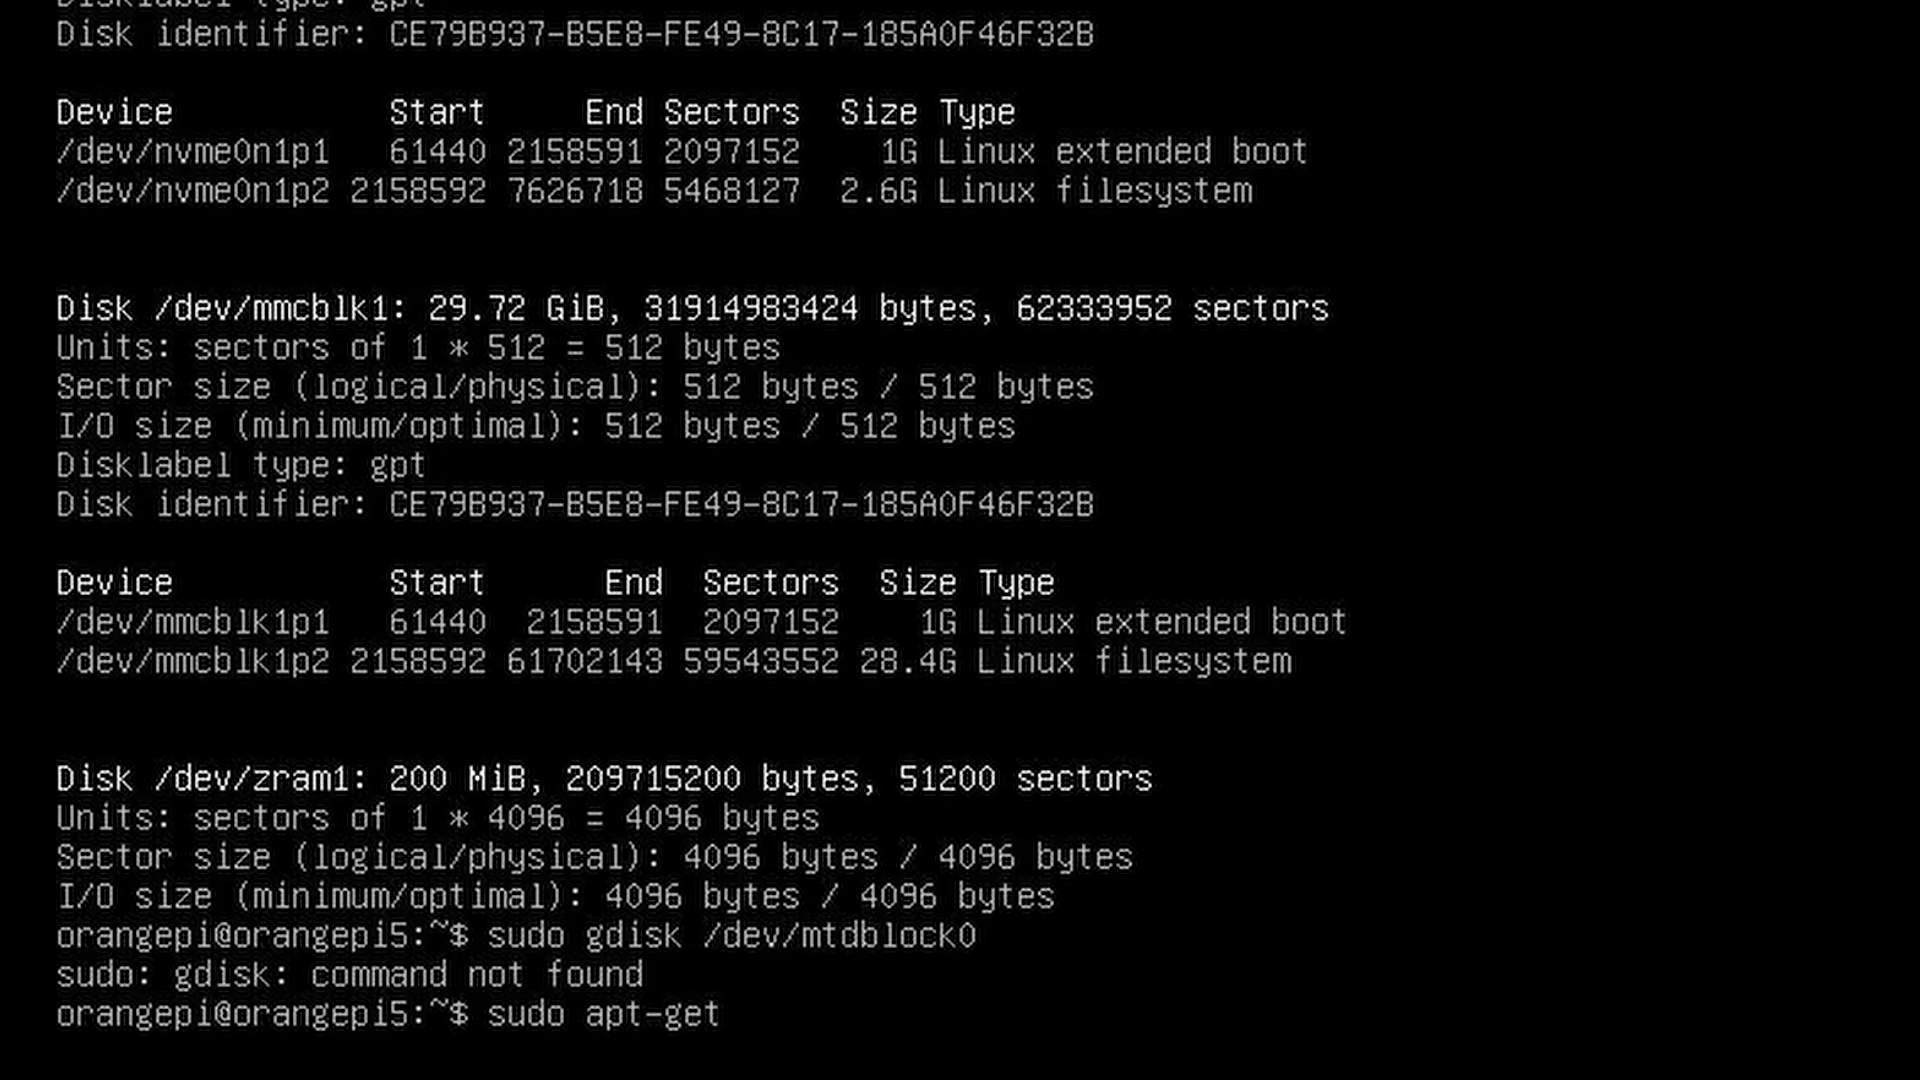 Disklabel type: gpt
Disk identifier: CE79B937-B5E8-FE49-8C17-185A0F46F32B
Device Start End Sectors Size Type
/dev/nvme0n1p1 61440 2158591 2097152 1G Linux extended boot
/dev/nvme0n1p2 2158592 7626718 5468127 2.6G Linux filesystem
Disk /dev/mmcblk1: 29.72 GiB, 31914983424 bytes, 62333952 sectors
Units: sectors of 1 * 512 = 512 bytes
Sector size (logical/physical): 512 bytes / 512 bytes
I/O size (minimum/optimal): 512 bytes / 512 bytes
Disklabel type: gpt
Disk identifier: CE79B937-B5E8-FE49-8C17-185A0F46F32B
Device Start End Sectors Size Type
/dev/mmcblk1p1 61440 2158591 2097152 1G Linux extended boot
/dev/mmcblk1p2 2158592 61702143 59543552 28.4G Linux filesystem
Disk /dev/zram1: 200 MiB, 209715200 bytes, 51200 sectors
Units: sectors of 1 * 4096 = 4096 bytes
Sector size (logical/physical): 4096 bytes / 4096 bytes
I/O size (minimum/optimal): 4096 bytes / 4096 bytes
orangepi@orangepi5:~$ sudo gdisk /dev/mtdblock0
sudo: gdisk: command not found
orangepi@orangepi5:~$ sudo apt-get